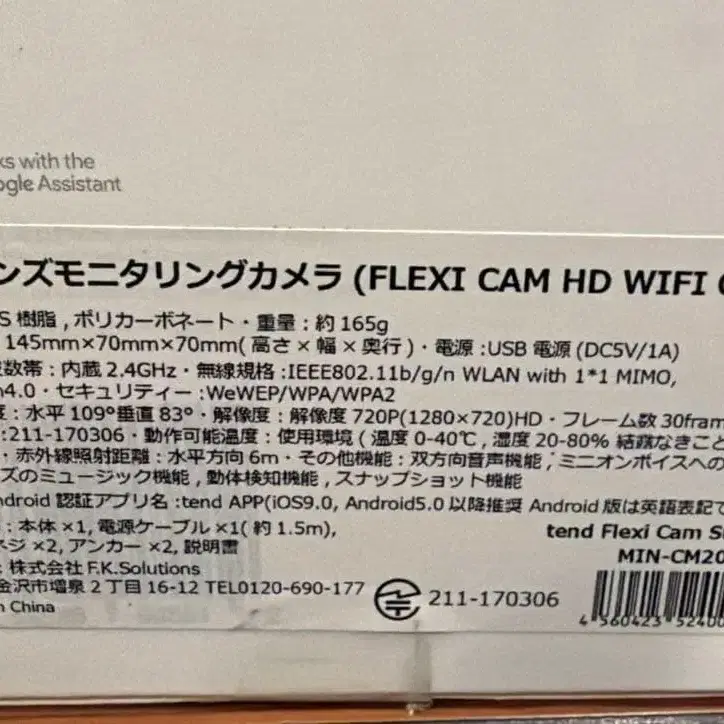 ks with the
ogle Assistant
ンズモニタリングカメラ (FLEXI CAM HD WIFI
S 樹脂 , ポリカーボネート・重量 : 約 165g
145mm×70mm×70mm( 高さ × 幅 × 奥行 )・電源 :USB 電源 (DC5V/1A)
数帯 : 内蔵 2.4GHz・無線規格 :IEEE802.11b/g/n WLAN with 1*1 MIMO,
4.0・セキュリティー :WeWEP/WPA/WPA2
度 : 水平 109°垂直 83°・解像度 : 解像度 720P(1280×720)HD・フレーム数 30fram
:211-170306・動作可能温度 : 使用環境 ( 温度 0-40℃ , 湿度 20-80% 結露なきこと
・赤外線照射距離 : 水平方向 6m・その他機能 : 双方向音声機能 , ミニオンボイスへの
ズのミュージック機能 , 動体検知機能 , スナップショット機能
ndroid 認証アプリ名 :tend APP(iOS9.0, Android5.0 以降推奨 Android 版は英語表記で
: 本体 ×1, 電源ケーブル ×1( 約 1.5m),
ネジ ×2, アンカー ×2, 説明書
tend Flexi Cam S
: 株式会社 F.K.Solutions
MIN-CM20
金沢市増泉 2 丁目 16-12 TEL0120-690-177
n China
211-170306
4 560423 52400